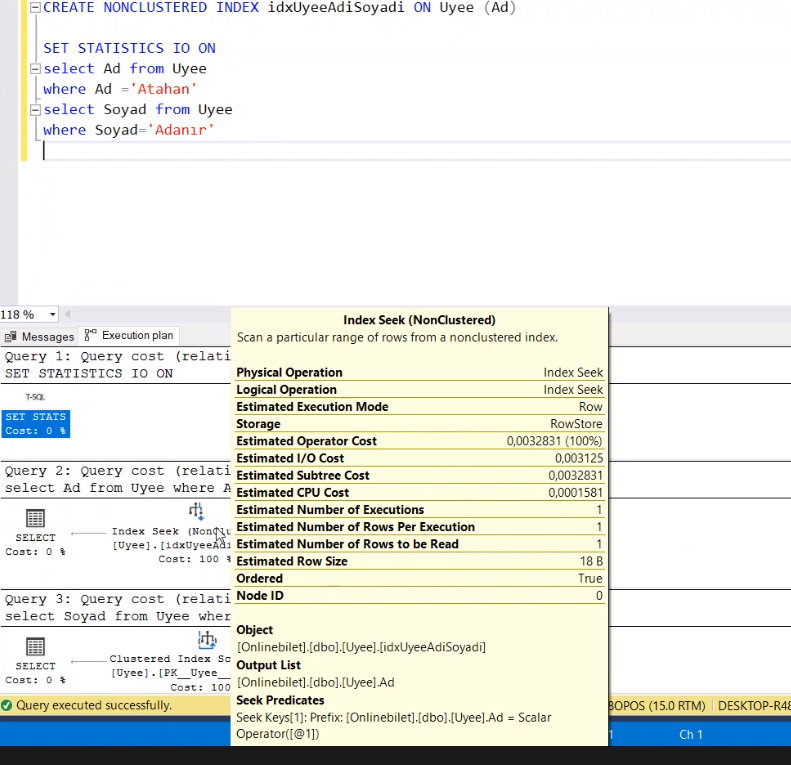 CREATE NONCLUSTERED INDEX idxUyeeAdiSoyadi ON Uyee (Ad)
SET STATISTICS IO ON
select Ad from Uyee
where Ad ='Atahan'
select Soyad from Uyee
where Soyad='Adanır'
118 %
Messages
Execution plan
Query 1: Query cost (relati
SET STATISTICS IO ON
T-SQL
SET STATS
Cost: 0 %
Query 2: Query cost (relati
select Ad from Uyee where A
SELECT
Cost: 0 %
Index Seek (NonClu
[Uyee].[idxUyeeAdi
Cost: 100 %
Query 3: Query cost (relati
select Soyad from Uyee wher
SELECT
Cost: 0 %
Clustered Index Sc
[Uyee].[PK__Uyee__
Cost: 100
Index Seek (NonClustered)
Scan a particular range of rows from a nonclustered index.
Physical Operation Index Seek
Logical Operation Index Seek
Estimated Execution Mode Row
Storage RowStore
Estimated Operator Cost 0,0032831 (100%)
Estimated I/O Cost 0,003125
Estimated Subtree Cost 0,0032831
Estimated CPU Cost 0,0001581
Estimated Number of Executions 1
Estimated Number of Rows Per Execution 1
Estimated Number of Rows to be Read 1
Estimated Row Size 18 B
Ordered True
Node ID 0
Object
[Onlinebilet].[dbo].[Uyee].[idxUyeeAdiSoyadi]
Output List
[Onlinebilet].[dbo].[Uyee].Ad
Seek Predicates
Seek Keys[1]: Prefix: [Onlinebilet].[dbo].[Uyee].Ad = Scalar
Operator([@1])
Query executed successfully.
BOPOS (15.0 RTM) DESKTOP-R48
1
Ch 1